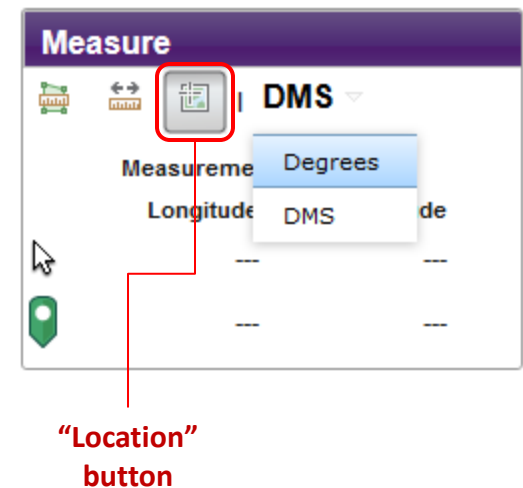 Measure
| DMS
Degrees
Measureme
Longitude de
DMS
--- ---
--- ---
“Location”
button